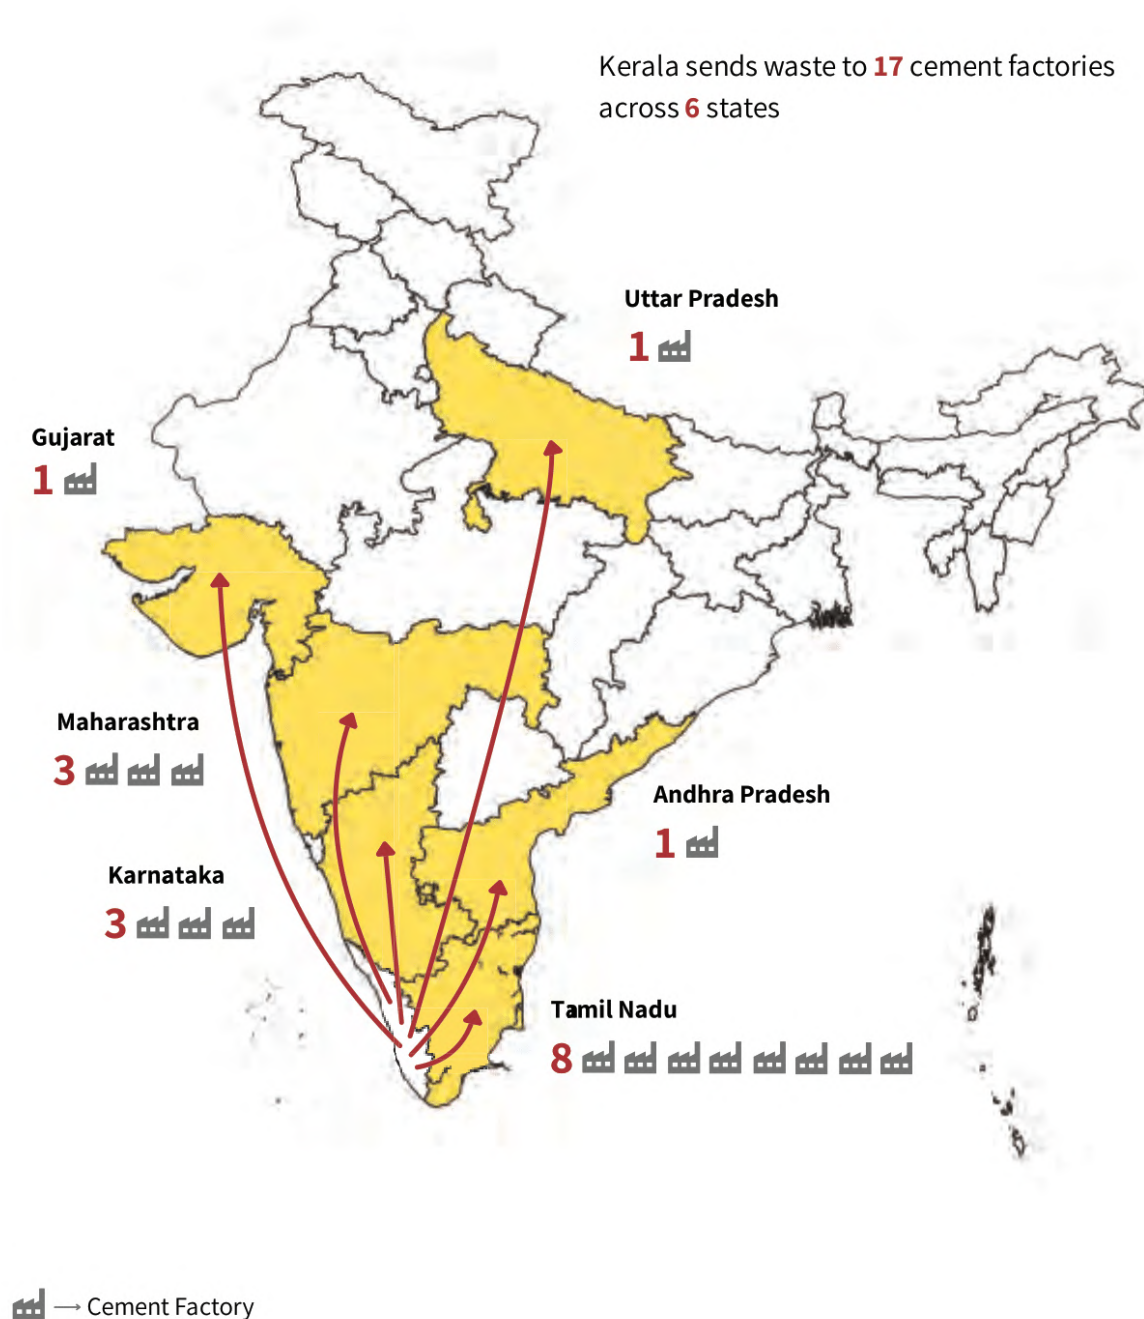 Kerala sends waste to 17 cement factories
across 6 states
Uttar Pradesh
1
Gujarat
1
Maharashtra
3
Andhra Pradesh
1
Karnataka
3
Tamil Nadu
8
→ Cement Factory